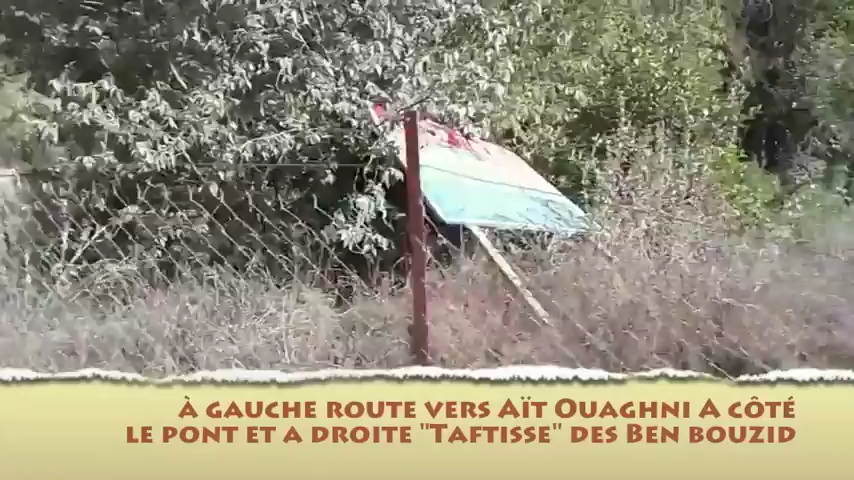 À GAUCHE ROUTE VERS AÏT OUAGHNI A CÔTÉ
LE PONT ET A DROITE "TAFTISSE" DES BEN BOUZID